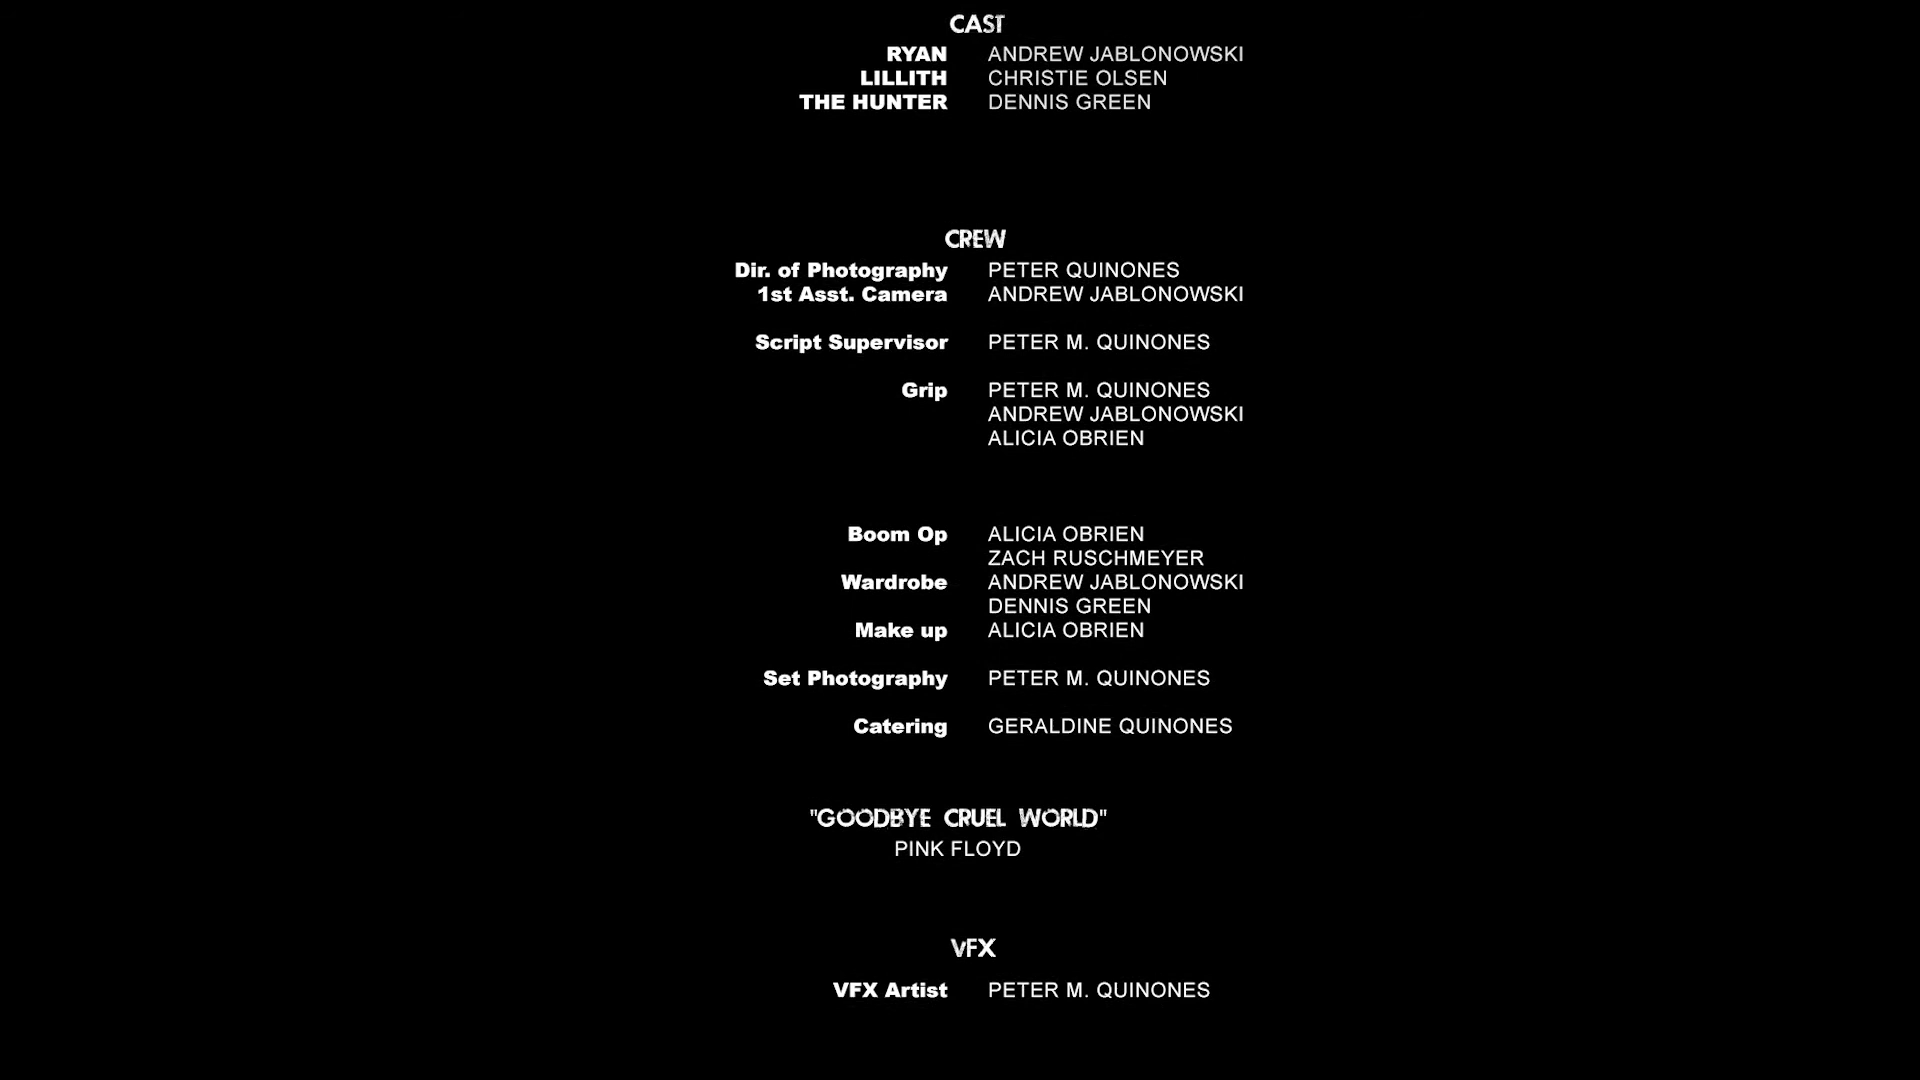 CAST
RYAN ANDREW JABLONOWSKI
LILLITH CHRISTIE OLSEN
THE HUNTER DENNIS GREEN
CREW
Dir. of Photography PETER QUINONES
1st Asst. Camera ANDREW JABLONOWSKI
Script Supervisor PETER M. QUINONES
Grip PETER M. QUINONES
ANDREW JABLONOWSKI
ALICIA OBRIEN
Boom Op ALICIA OBRIEN
ZACH RUSCHMEYER
Wardrobe ANDREW JABLONOWSKI
DENNIS GREEN
Make up ALICIA OBRIEN
Set Photography PETER M. QUINONES
Catering GERALDINE QUINONES
"GOODBYE CRUEL WORLD"
PINK FLOYD
VFX
VFX Artist PETER M. QUINONES